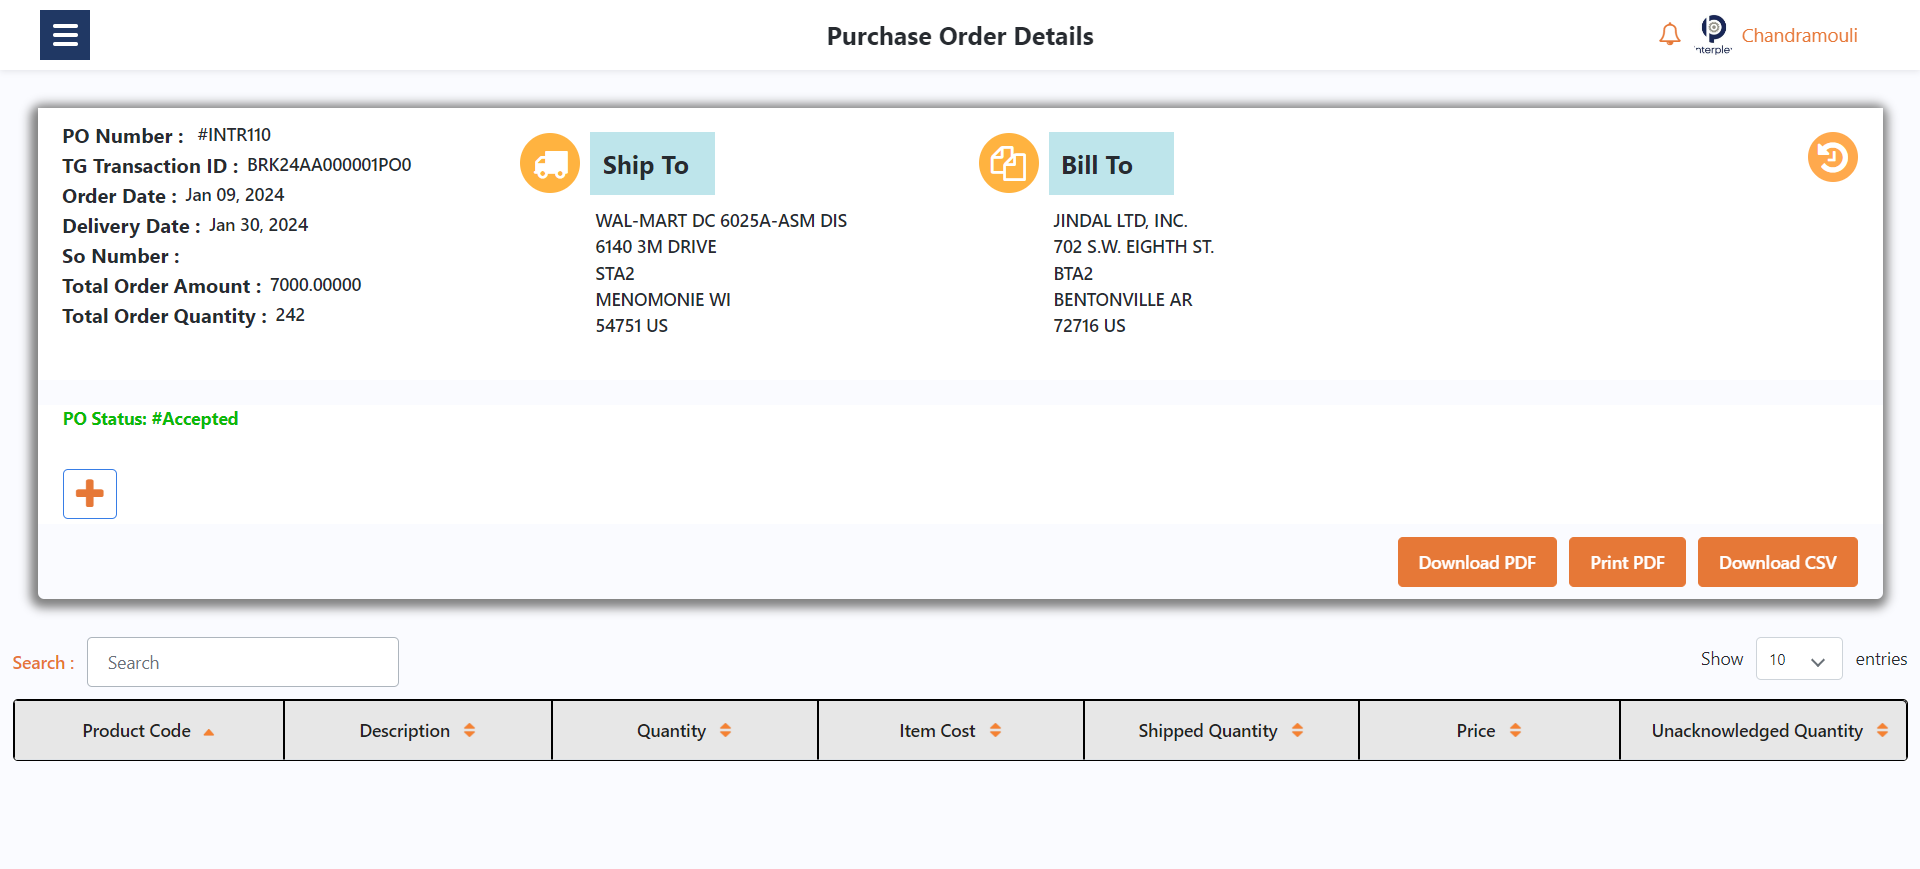 Purchase Order Details
nterple
Chandramouli
PO Number : #INTR110
TG Transaction ID : BRK24AA000001PO0
Order Date : Jan 09, 2024
Delivery Date : Jan 30, 2024
So Number :
Total Order Amount : 7000.00000
Total Order Quantity : 242
Ship To
WAL-MART DC 6025A-ASM DIS
6140 3M DRIVE
STA2
MENOMONIE WI
54751 US
Bill To
JINDAL LTD, INC.
702 S.W. EIGHTH ST.
BTA2
BENTONVILLE AR
72716 US
PO Status: #Accepted
Download PDF
Print PDF
Download CSV
Search :
Search
Show 10 entries
Product Code
Description
Quantity
Item Cost
Shipped Quantity
Price
Unacknowledged Quantity